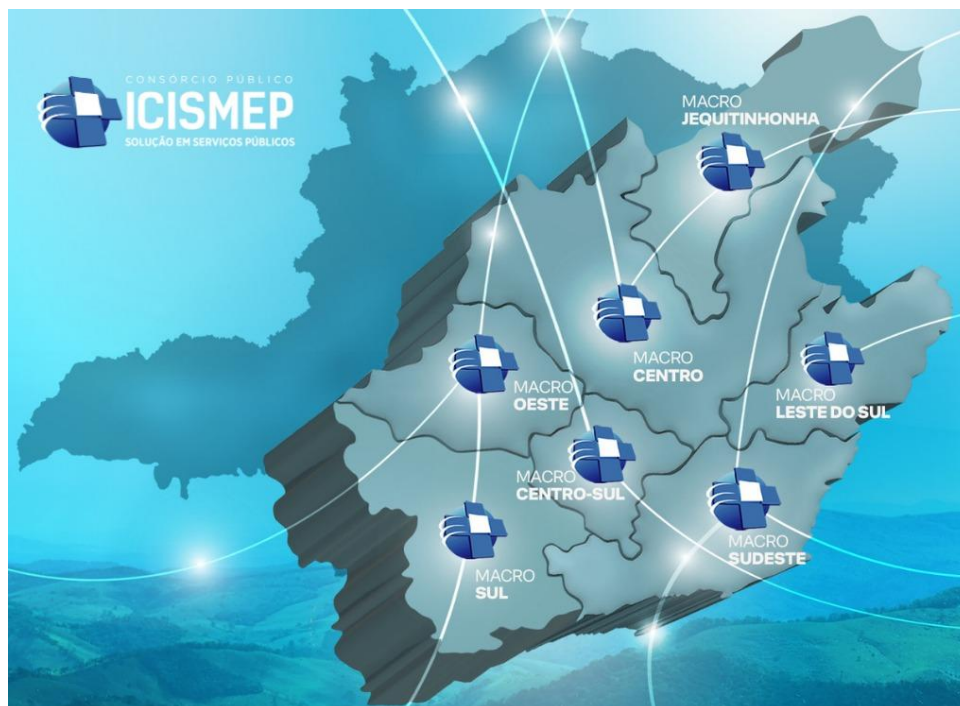 CONSÓRCIO PÚBLICO
ICISMEP
SOLUÇÃO EM SERVIÇOS PÚBLICOS
MACRO
JEQUITINHONHA
MACRO
CENTRO
MACRO
OESTE
MACRO
LESTE DO SUL
MACRO
CENTRO-SUL
MACRO
SUDESTE
MACRO
SUL